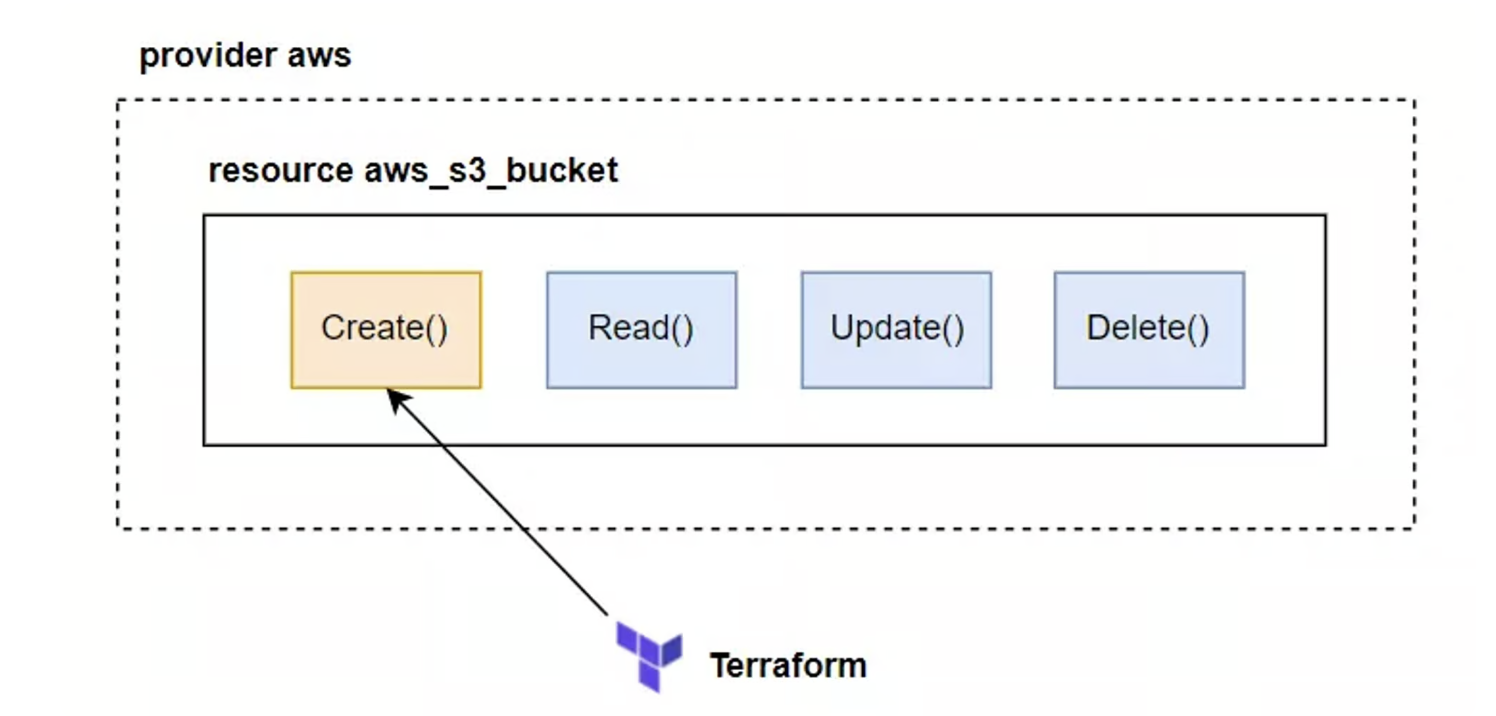 provider aws
resource aws_s3_bucket
Create()
Read()
Update()
Delete()
Terraform